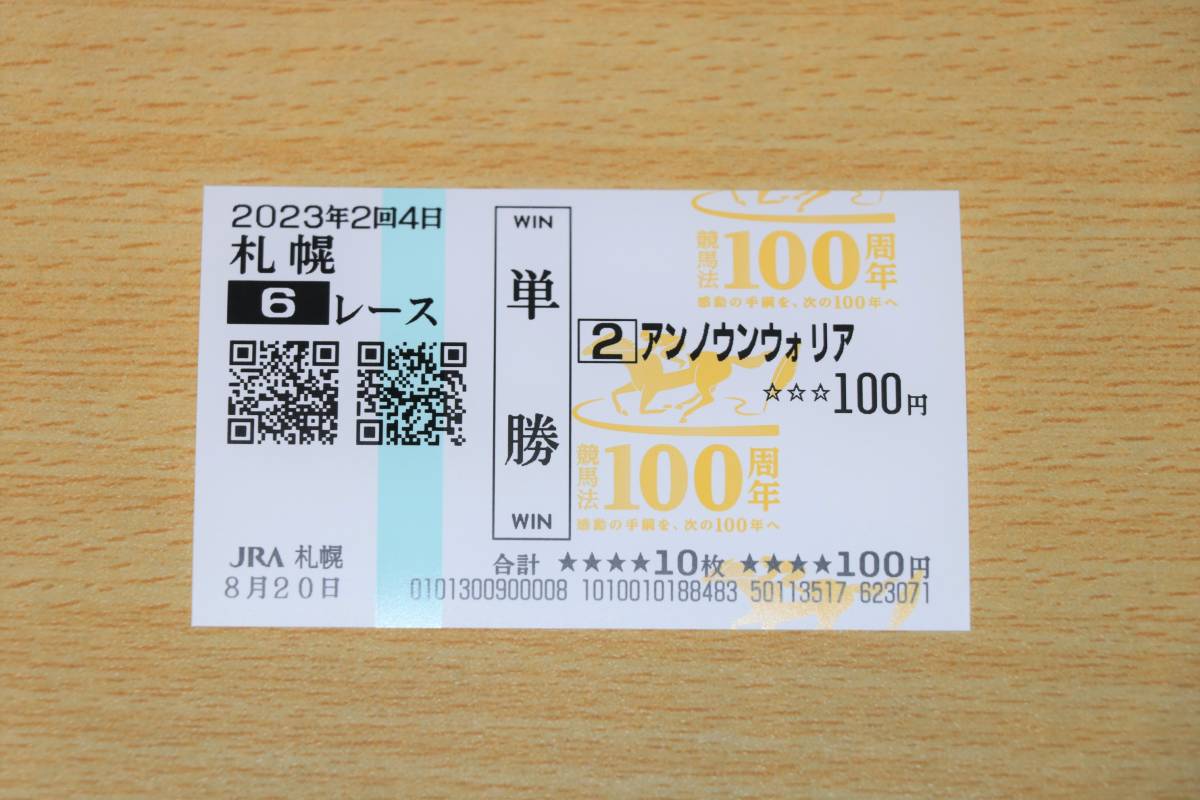 2023年2回4日
札幌
6レース
WIN
単勝
WIN
競馬法100周年
感動の手綱を、次の100年へ
2アンノウンウォリア
☆☆☆100円
競馬法100周年
感動の手綱を、次の100年へ
JRA 札幌
8月20日
合計 ★★★★10枚 ★★★★100円
0101300900008 1010010188483 50113517 623071